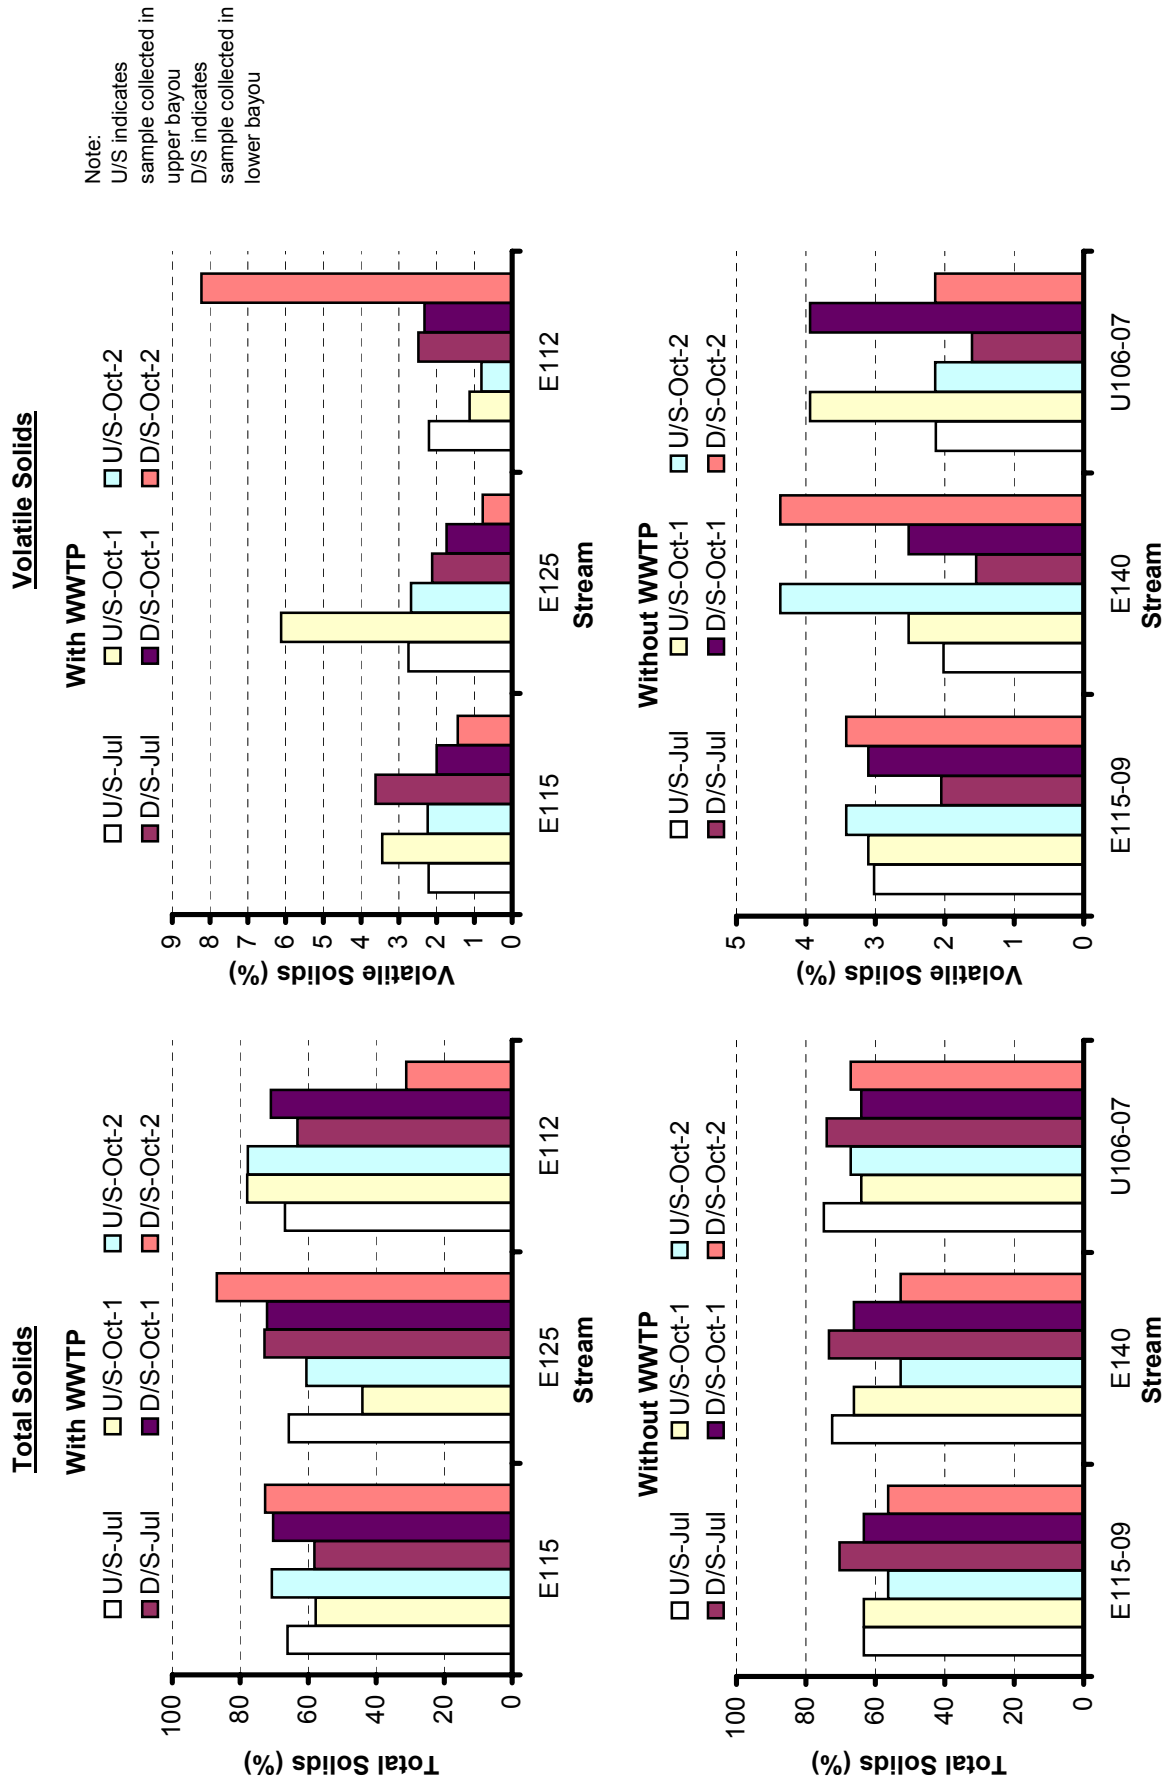 Total Solids
With WWTP
U/S-Jul
U/S-Oct-1
U/S-Oct-2
D/S-Jul
D/S-Oct-1
D/S-Oct-2
100
80
60
40
20
0
Total Solids (%)
E115
E125
E112
Stream
Volatile Solids
With WWTP
U/S-Jul
U/S-Oct-1
U/S-Oct-2
D/S-Jul
D/S-Oct-1
D/S-Oct-2
9
8
7
6
5
4
3
2
1
0
Volatile Solids (%)
E115
E125
E112
Stream
Note:
U/S indicates
sample collected in
upper bayou
D/S indicates
sample collected in
lower bayou
Without WWTP
U/S-Jul
U/S-Oct-1
U/S-Oct-2
D/S-Jul
D/S-Oct-1
D/S-Oct-2
100
80
60
40
20
0
Total Solids (%)
E115-09
E140
U106-07
Stream
Without WWTP
U/S-Jul
U/S-Oct-1
U/S-Oct-2
D/S-Jul
D/S-Oct-1
D/S-Oct-2
5
4
3
2
1
0
Volatile Solids (%)
E115-09
E140
U106-07
Stream